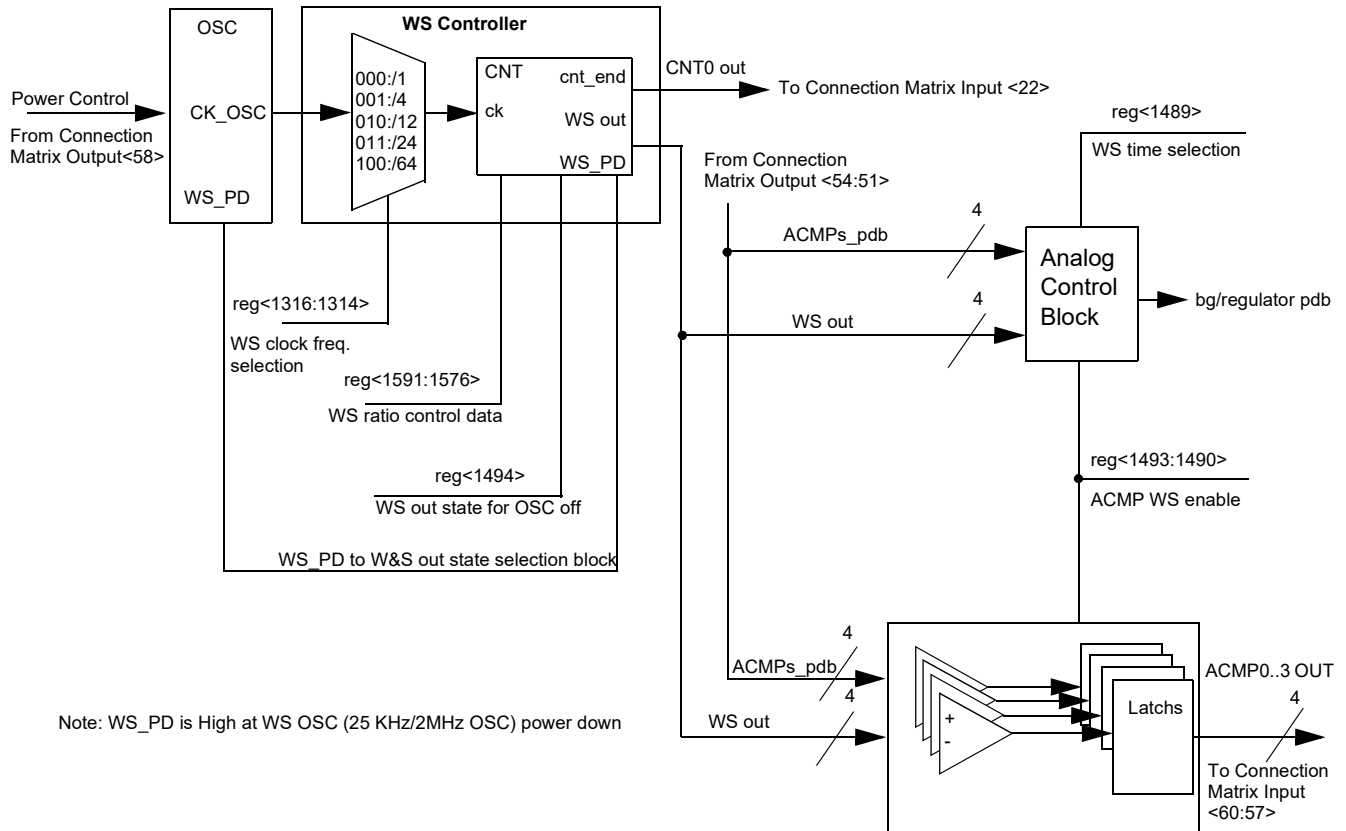 OSC
WS Controller
Power Control
From Connection
Matrix Output<58>
CK_OSC
WS_PD
000:/1
001:/4
010:/12
011:/24
100:/64
CNT
cnt_end
ck
WS out
WS_PD
CNT0 out
To Connection Matrix Input <22>
reg<1489>
WS time selection
From Connection
Matrix Output <54:51>
4
ACMPs_pdb
Analog
Control
Block
bg/regulator pdb
4
WS out
reg<1316:1314>
WS clock freq.
selection
reg<1591:1576>
WS ratio control data
reg<1494>
WS out state for OSC off
WS_PD to W&S out state selection block
reg<1493:1490>
ACMP WS enable
4
ACMPs_pdb
4
WS out
+
-
Latchs
ACMP0..3 OUT
4
To Connection
Matrix Input
<60:57>
Note: WS_PD is High at WS OSC (25 KHz/2MHz OSC) power down